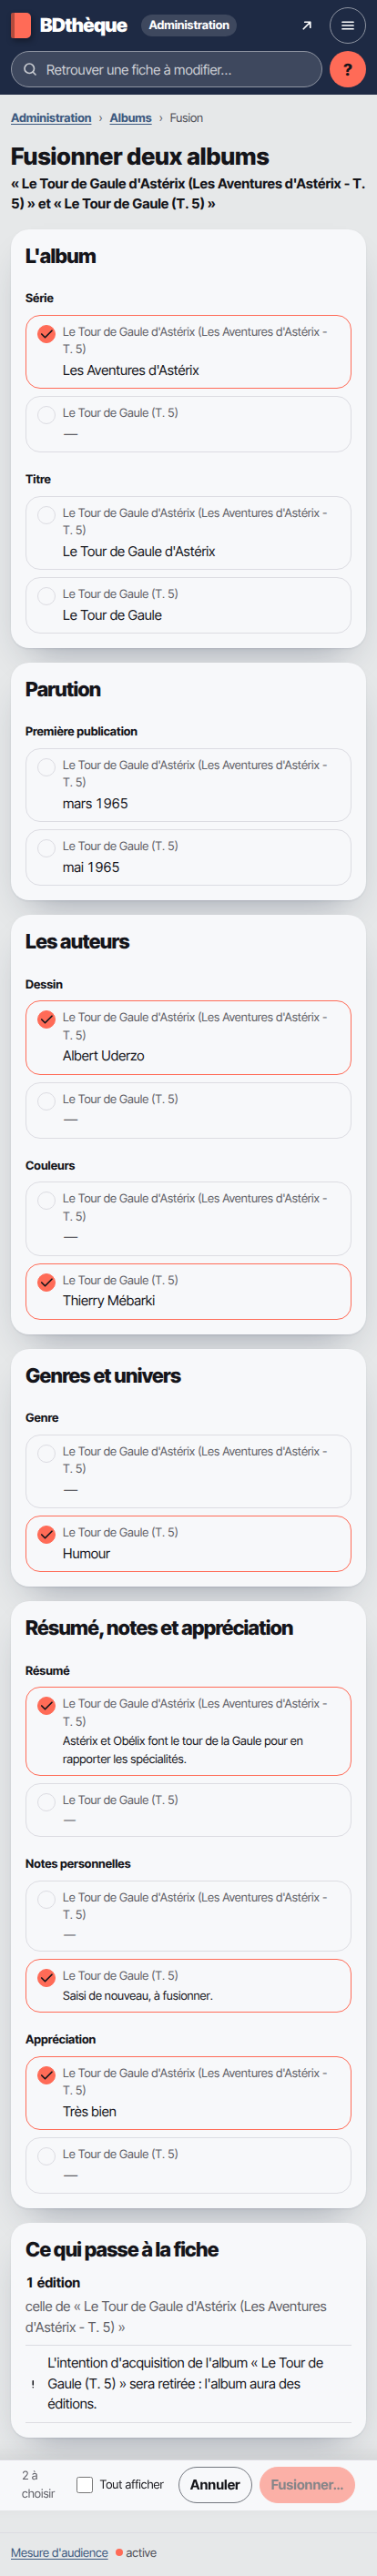 BDthèque Administration
Retrouver une fiche à modifier... ?
Administration › Albums › Fusion
Fusionner deux albums
« Le Tour de Gaule d'Astérix (Les Aventures d'Astérix - T.
5) » et « Le Tour de Gaule (T. 5) »
L'album
Série
Le Tour de Gaule d'Astérix (Les Aventures d'Astérix -
T. 5)
Les Aventures d'Astérix
Le Tour de Gaule (T. 5)
—
Titre
Le Tour de Gaule d'Astérix (Les Aventures d'Astérix -
T. 5)
Le Tour de Gaule d'Astérix
Le Tour de Gaule (T. 5)
Le Tour de Gaule
Parution
Première publication
Le Tour de Gaule d'Astérix (Les Aventures d'Astérix -
T. 5)
mars 1965
Le Tour de Gaule (T. 5)
mai 1965
Les auteurs
Dessin
Le Tour de Gaule d'Astérix (Les Aventures d'Astérix -
T. 5)
Albert Uderzo
Le Tour de Gaule (T. 5)
—
Couleurs
Le Tour de Gaule d'Astérix (Les Aventures d'Astérix -
T. 5)
—
Le Tour de Gaule (T. 5)
Thierry Mébarki
Genres et univers
Genre
Le Tour de Gaule d'Astérix (Les Aventures d'Astérix -
T. 5)
—
Le Tour de Gaule (T. 5)
Humour
Résumé, notes et appréciation
Résumé
Le Tour de Gaule d'Astérix (Les Aventures d'Astérix -
T. 5)
Astérix et Obélix font le tour de la Gaule pour en
rapporter les spécialités.
Le Tour de Gaule (T. 5)
—
Notes personnelles
Le Tour de Gaule d'Astérix (Les Aventures d'Astérix -
T. 5)
—
Le Tour de Gaule (T. 5)
Saisi de nouveau, à fusionner.
Appréciation
Le Tour de Gaule d'Astérix (Les Aventures d'Astérix -
T. 5)
Très bien
Le Tour de Gaule (T. 5)
—
Ce qui passe à la fiche
1 édition
celle de « Le Tour de Gaule d'Astérix (Les Aventures
d'Astérix - T. 5) »
L'intention d'acquisition de l'album « Le Tour de
! Gaule (T. 5) » sera retirée : l'album aura des
éditions.
2 à
choisir
Tout afficher Annuler Fusionner...
Mesure d'audience active